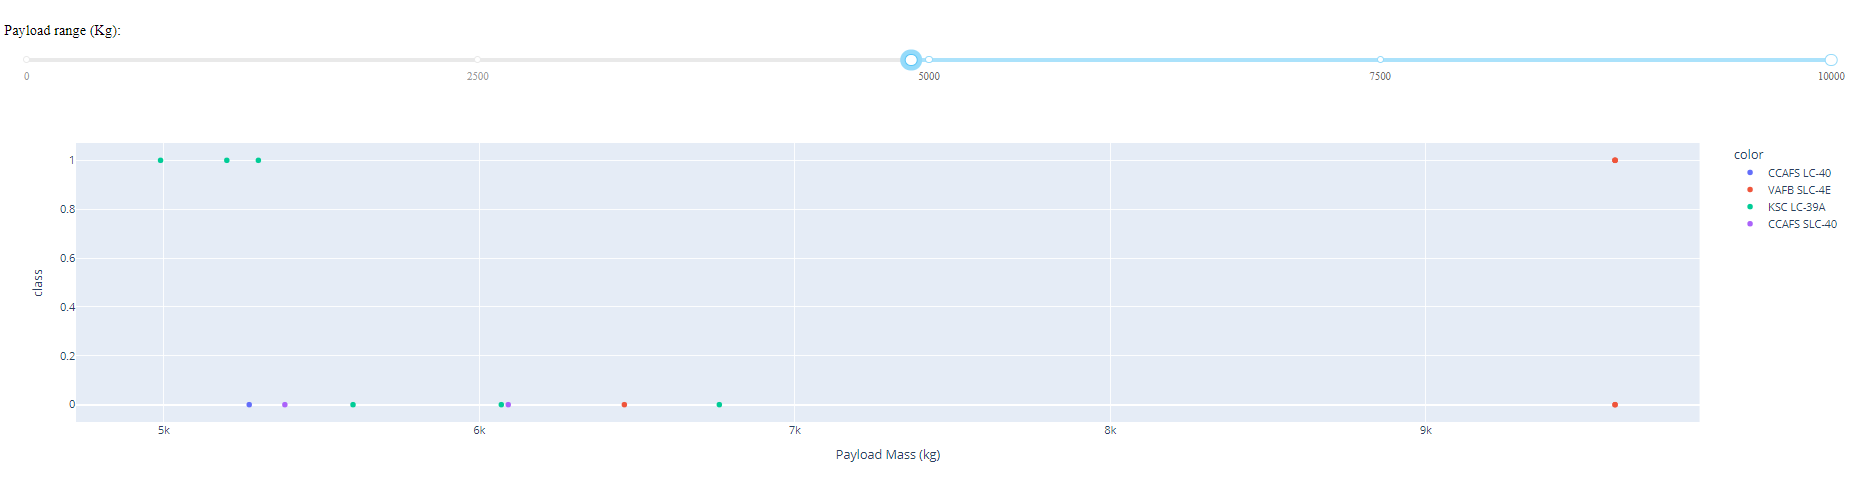 Payload range (Kg):
0 2500 5000 7500 10000
color
CCAFS LC-40
VAFB SLC-4E
KSC LC-39A
CCAFS SLC-40
1
0.8
0.6
0.4
0.2
0
class
5k 6k 7k 8k 9k
Payload Mass (kg)